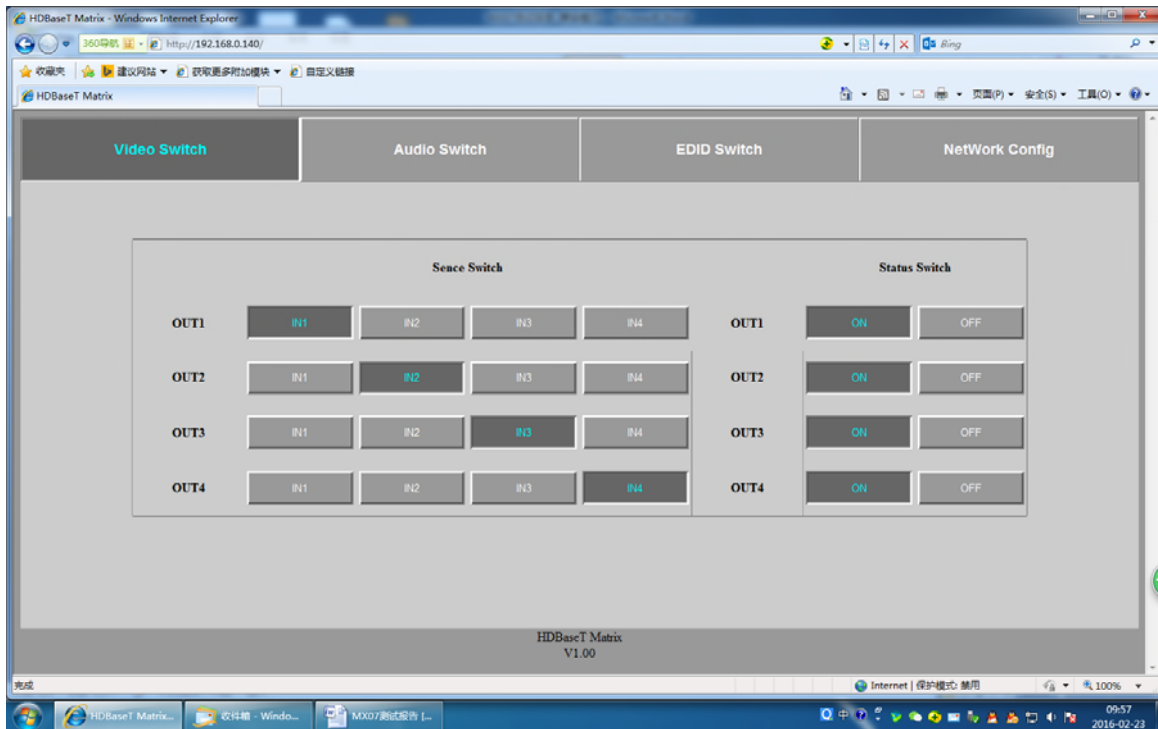 HDBaseT Matrix - Windows Internet Explorer
http://192.168.0.140/
Bing
收藏夹 建议网站 获取更多附加模块 自定义链接
HDBaseT Matrix
页面(P) 安全(S) 工具(O)
Video Switch Audio Switch EDID Switch NetWork Config
Sence Switch Status Switch
OUT1 IN1 IN2 IN3 IN4 OUT1 ON OFF
OUT2 IN1 IN2 IN3 IN4 OUT2 ON OFF
OUT3 IN1 IN2 IN3 IN4 OUT3 ON OFF
OUT4 IN1 IN2 IN3 IN4 OUT4 ON OFF
HDBaseT Matrix
V1.00
完成 Internet | 保护模式: 禁用 100%
HDBaseT Matrix... 收件箱 - Windo... MX07测试报告 [... 中 09:57
2016-02-23